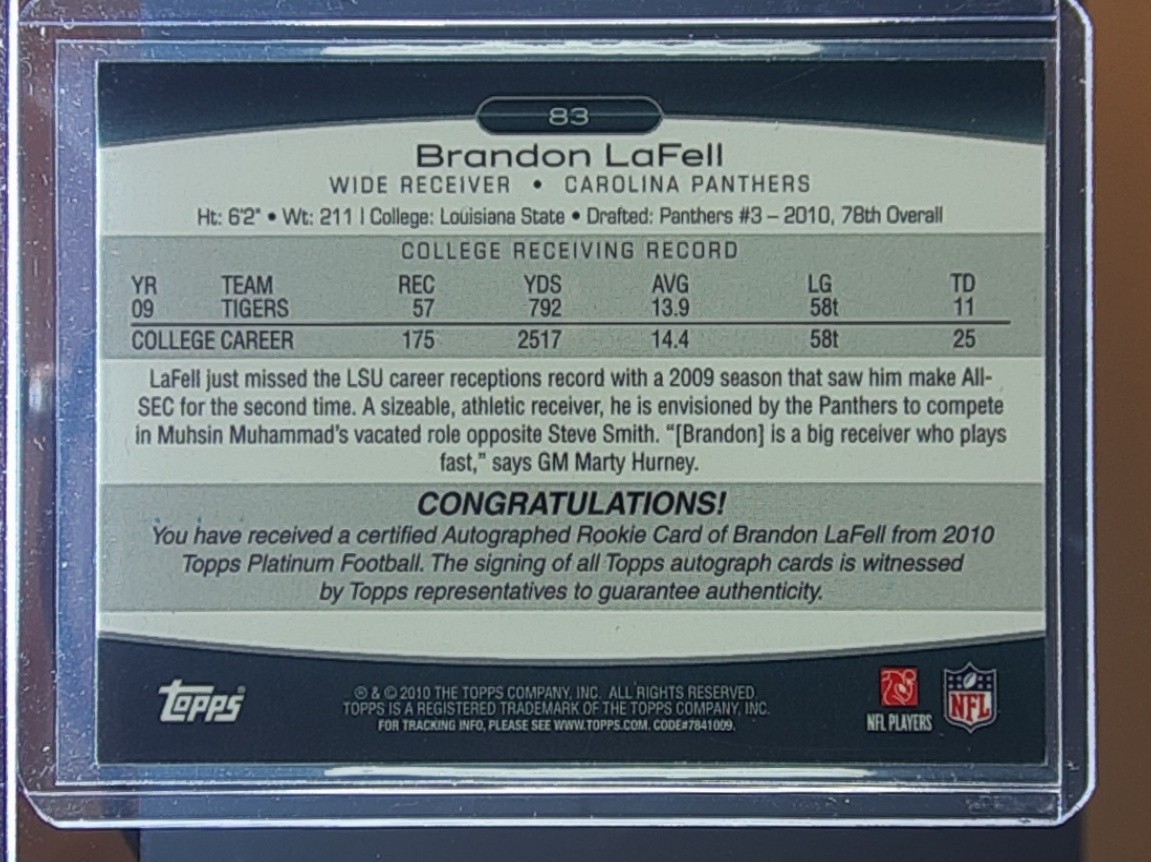 83
Brandon LaFell
WIDE RECEIVER • CAROLINA PANTHERS
Ht: 6'2" • Wt: 211 | College: Louisiana State • Drafted: Panthers #3 – 2010, 78th Overall
COLLEGE RECEIVING RECORD
YR TEAM REC YDS AVG LG TD
09 TIGERS 57 792 13.9 58t 11
COLLEGE CAREER 175 2517 14.4 58t 25
LaFell just missed the LSU career receptions record with a 2009 season that saw him make All-
SEC for the second time. A sizeable, athletic receiver, he is envisioned by the Panthers to compete
in Muhsin Muhammad's vacated role opposite Steve Smith. "[Brandon] is a big receiver who plays
fast," says GM Marty Hurney.
CONGRATULATIONS!
You have received a certified Autographed Rookie Card of Brandon LaFell from 2010
Topps Platinum Football. The signing of all Topps autograph cards is witnessed
by Topps representatives to guarantee authenticity.
Topps
® & © 2010 THE TOPPS COMPANY, INC. ALL RIGHTS RESERVED.
TOPPS IS A REGISTERED TRADEMARK OF THE TOPPS COMPANY, INC.
FOR TRACKING INFO, PLEASE SEE WWW.TOPPS.COM. CODE#7841009.
NFL PLAYERS
NFL